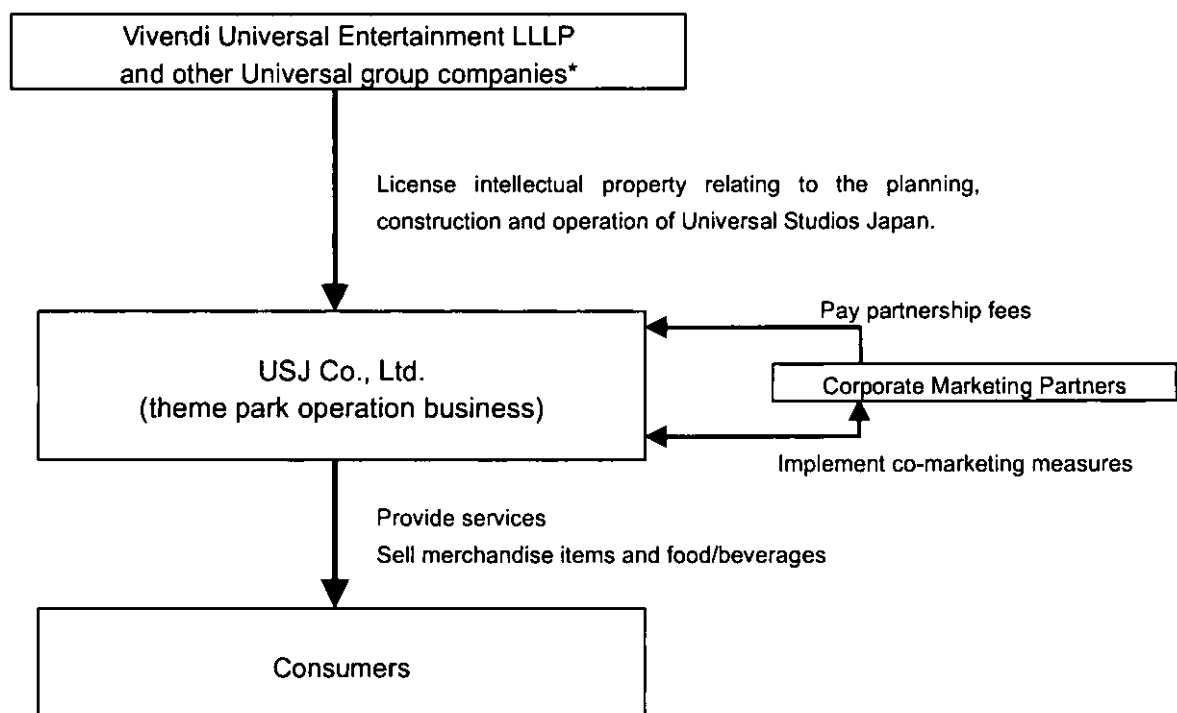 Vivendi Universal Entertainment LLLP
and other Universal group companies*
License intellectual property relating to the planning,
construction and operation of Universal Studios Japan.
Pay partnership fees
USJ Co., Ltd.
(theme park operation business)
Corporate Marketing Partners
Implement co-marketing measures
Provide services
Sell merchandise items and food/beverages
Consumers